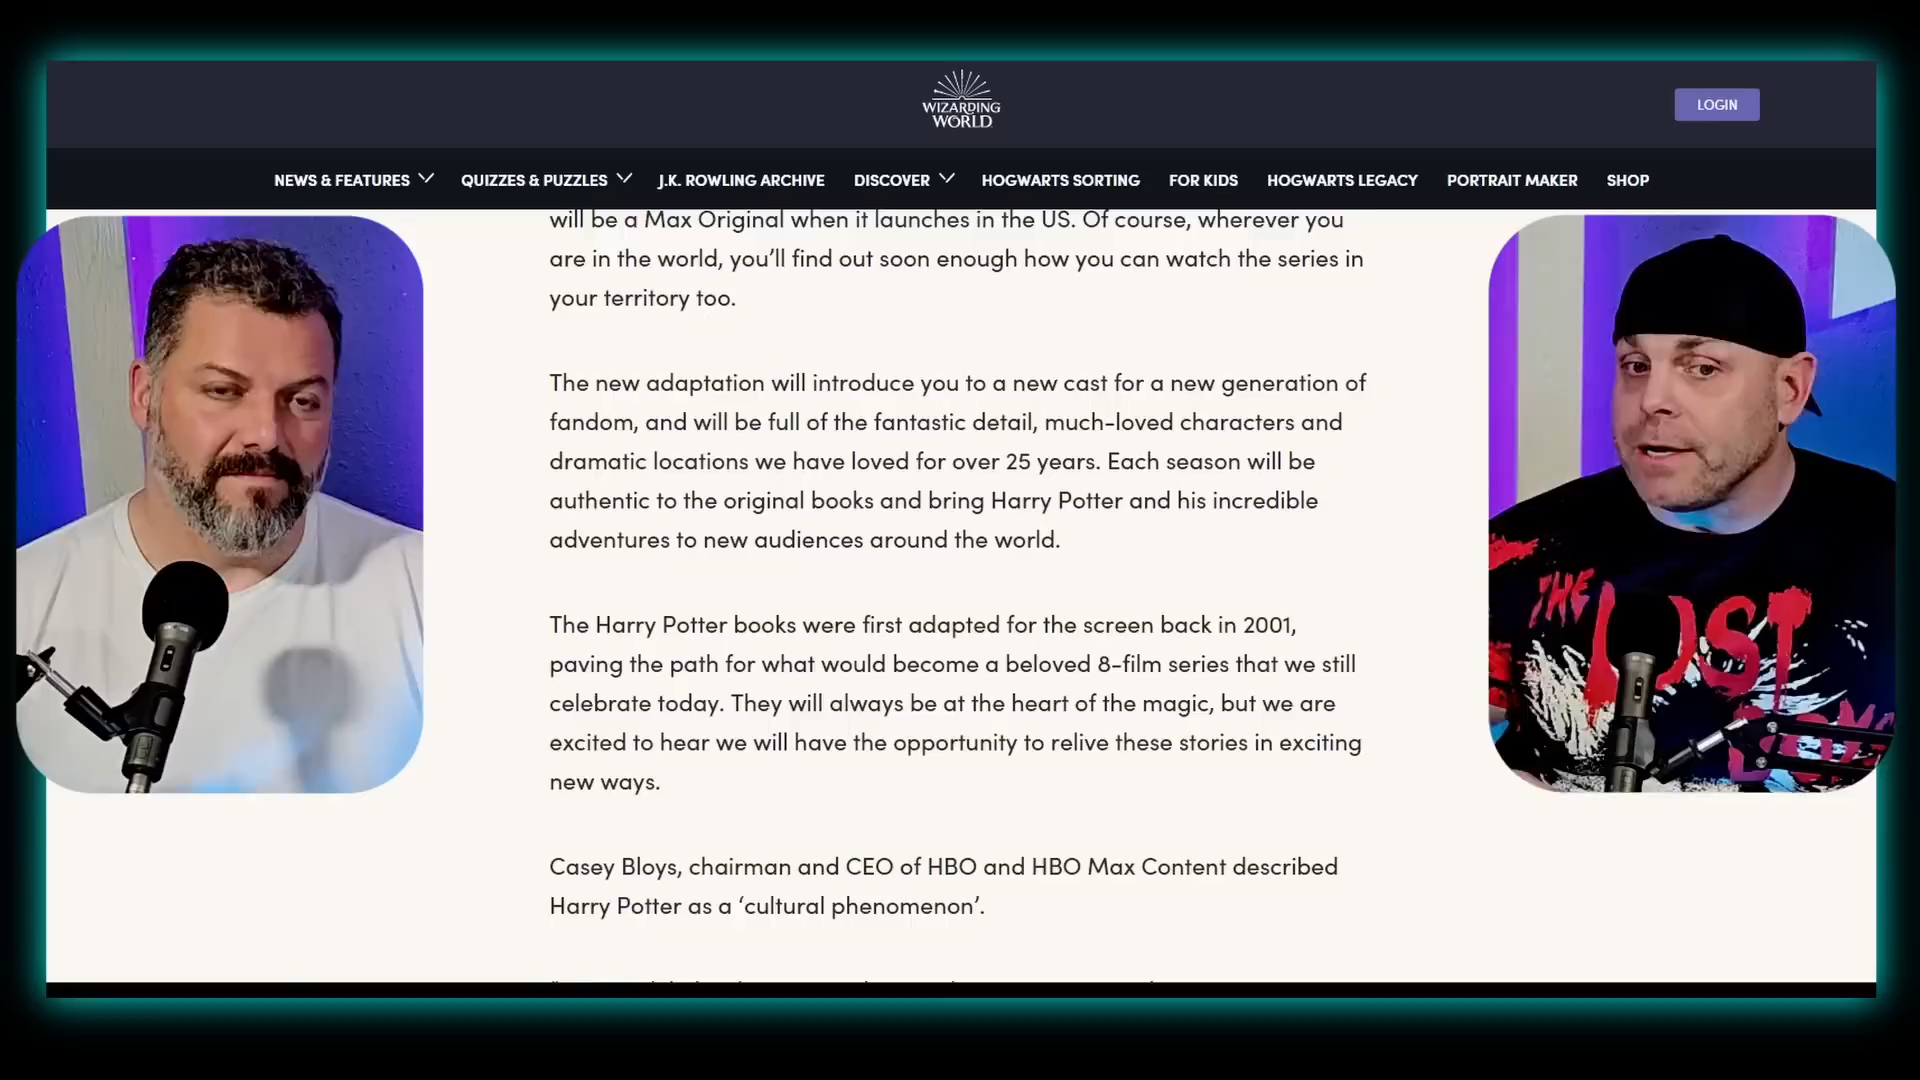 WIZARDING
WORLD
LOGIN
NEWS & FEATURES
QUIZZES & PUZZLES
J.K. ROWLING ARCHIVE
DISCOVER
HOGWARTS SORTING
FOR KIDS
HOGWARTS LEGACY
PORTRAIT MAKER
SHOP
will be a Max Original when it launches in the US. Of course, wherever you
are in the world, you’ll find out soon enough how you can watch the series in
your territory too.
The new adaptation will introduce you to a new cast for a new generation of
fandom, and will be full of the fantastic detail, much-loved characters and
dramatic locations we have loved for over 25 years. Each season will be
authentic to the original books and bring Harry Potter and his incredible
adventures to new audiences around the world.
The Harry Potter books were first adapted for the screen back in 2001,
paving the path for what would become a beloved 8-film series that we still
celebrate today. They will always be at the heart of the magic, but we are
excited to hear we will have the opportunity to relive these stories in exciting
new ways.
Casey Bloys, chairman and CEO of HBO and HBO Max Content described
Harry Potter as a ‘cultural phenomenon’.
THE
LOST